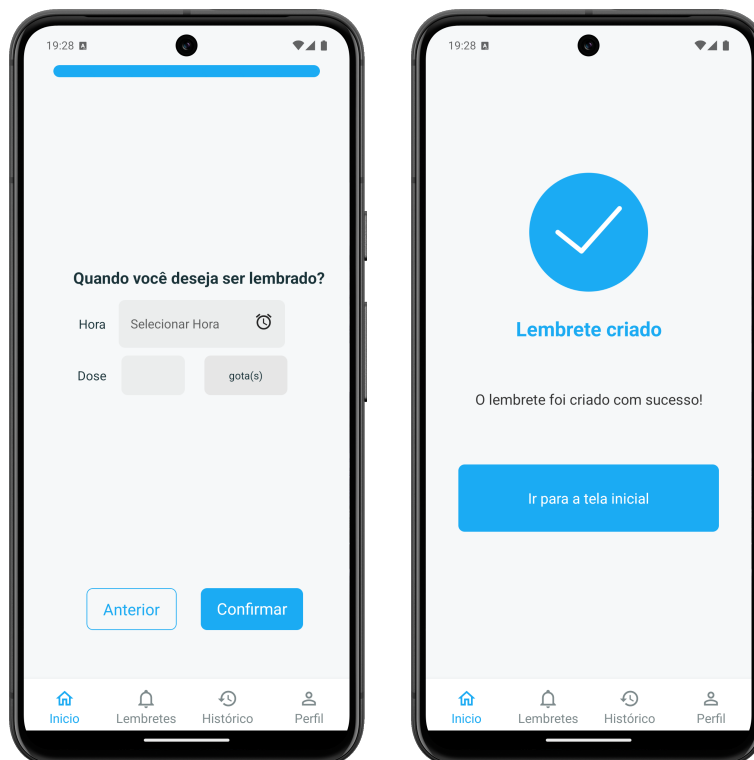 19:28
Quando você deseja ser lembrado?
Hora
Selecionar Hora
Dose
gota(s)
Anterior
Confirmar
Inicio
Lembretes
Histórico
Perfil
19:28
Lembrete criado
O lembrete foi criado com sucesso!
Ir para a tela inicial
Inicio
Lembretes
Histórico
Perfil